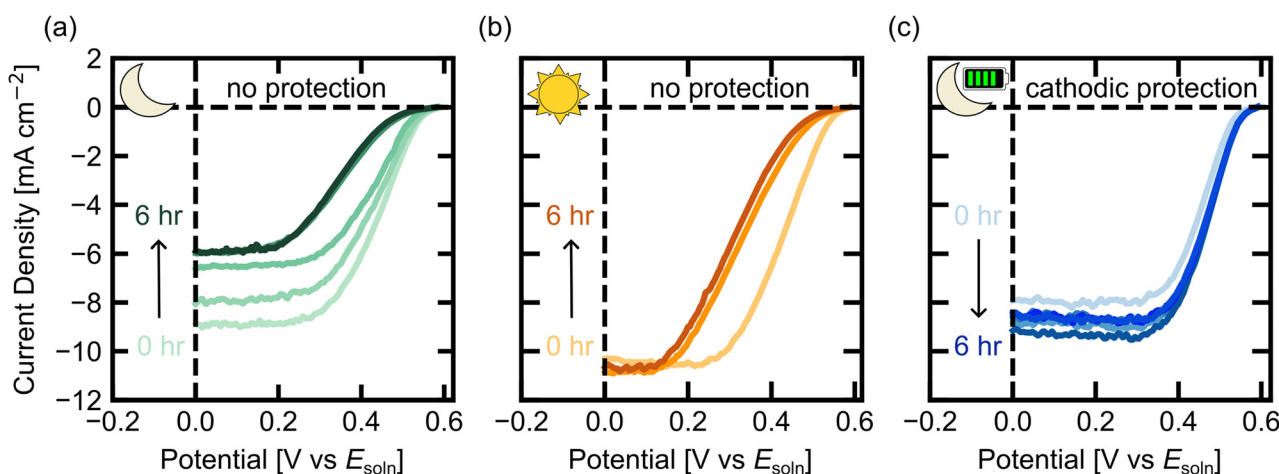 (a)
(b)
(c)
no protection
no protection
cathodic protection
Current Density [mA cm⁻²]
2
0
−2
−4
−6
−8
−10
−12
6 hr
0 hr
6 hr
0 hr
0 hr
6 hr
−0.2 0.0 0.2 0.4 0.6
−0.2 0.0 0.2 0.4 0.6
−0.2 0.0 0.2 0.4 0.6
Potential [V vs Esoln]
Potential [V vs Esoln]
Potential [V vs Esoln]